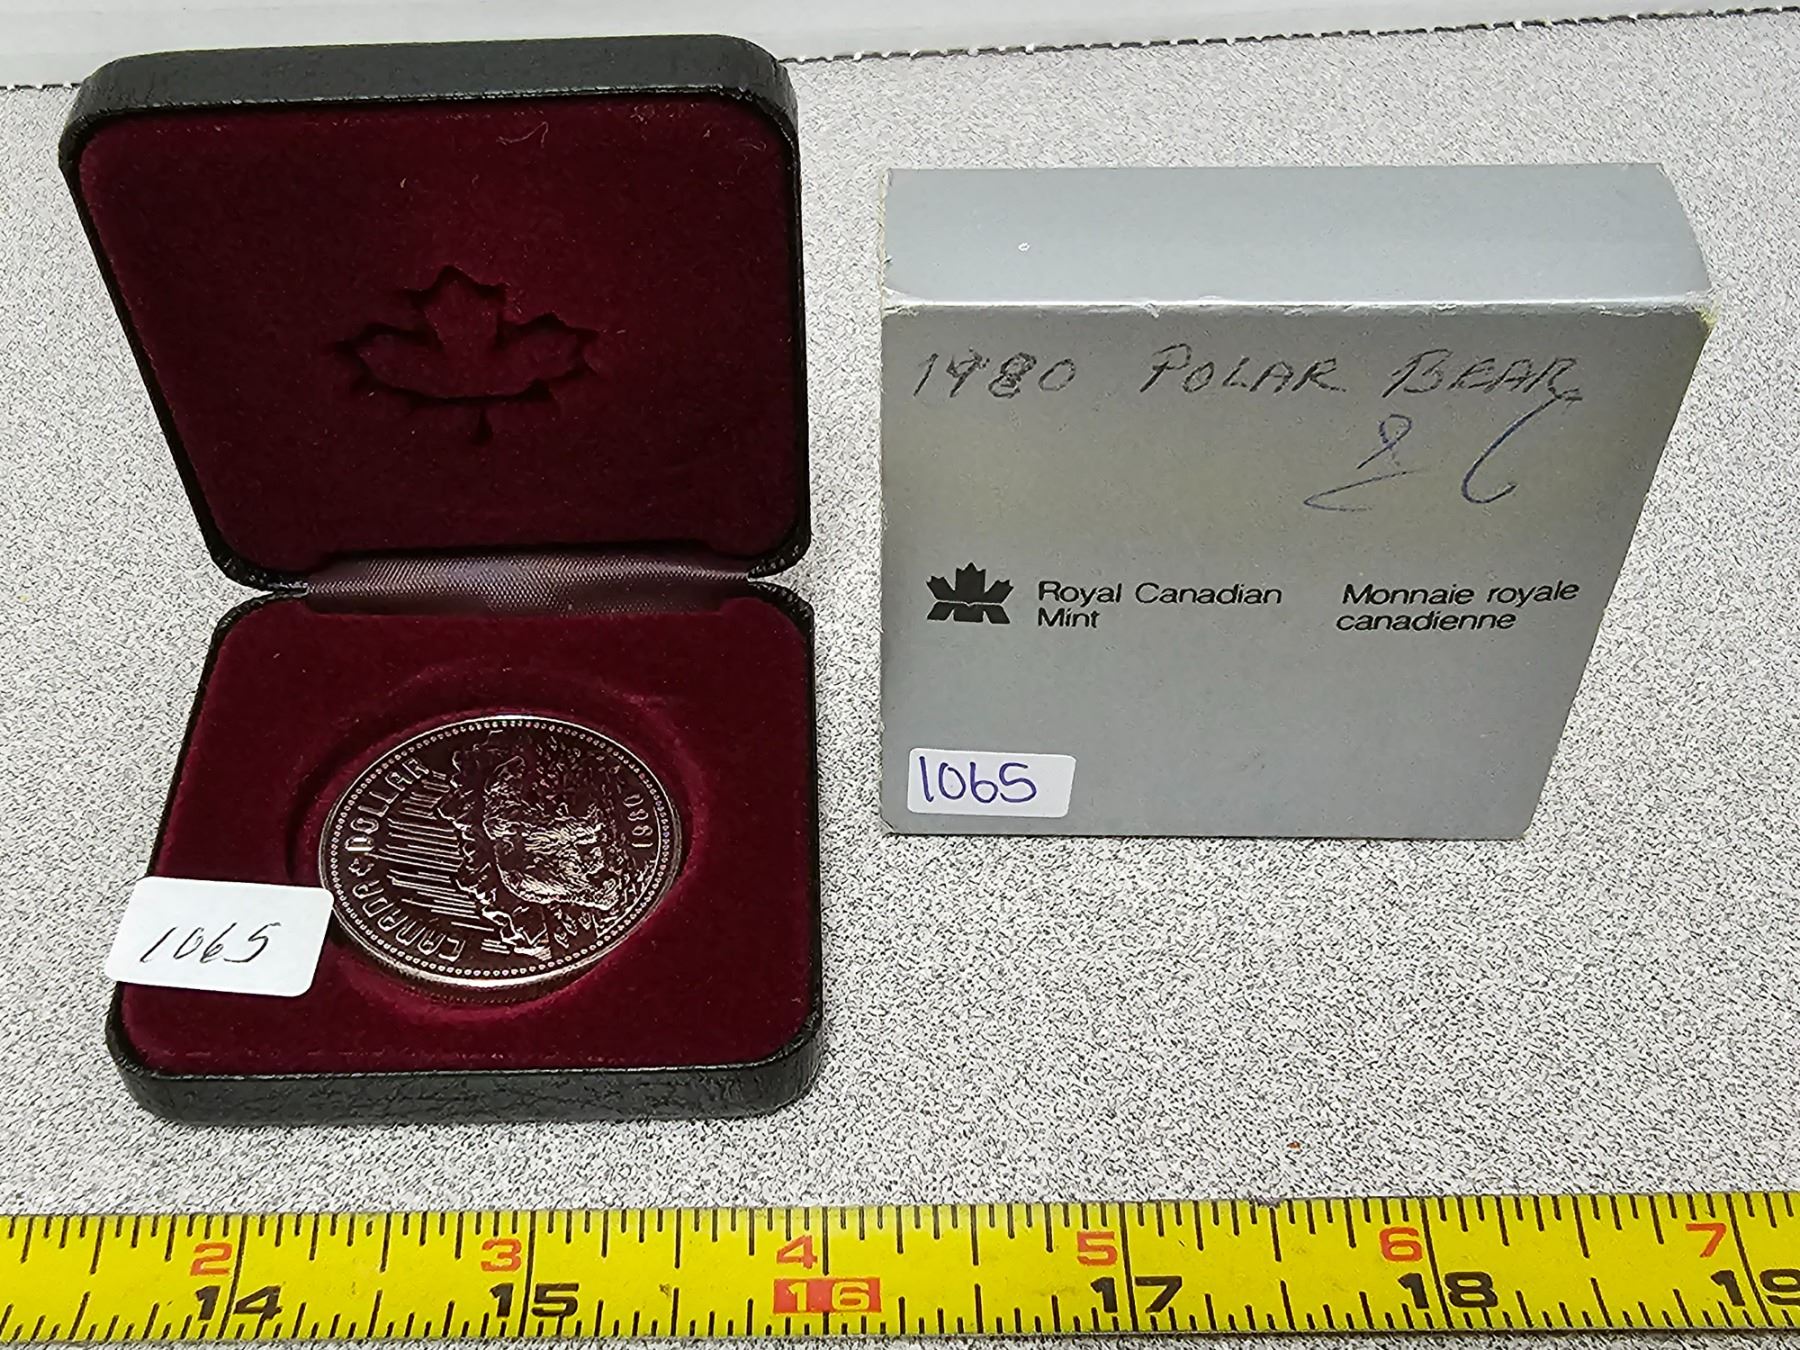 CANADA DOLLAR
1980
1065
1980 POLAR BEAR
Royal Canadian Mint
Monnaie royale canadienne
1065
2 3 4 5 6 7
14 15 16 17 18 19